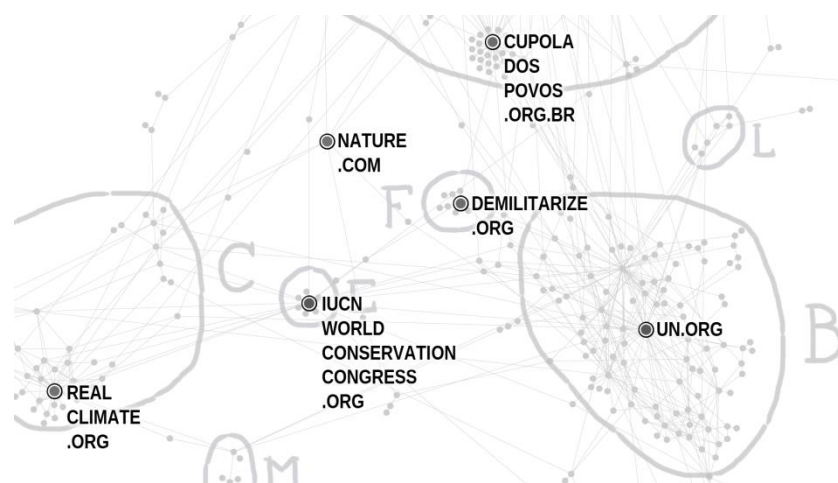 CUPOLA
DOS
POVOS
.ORG.BR
L
NATURE
.COM
F
DEMILITARIZE
.ORG
C
E
IUCN
WORLD
CONSERVATION
CONGRESS
.ORG
UN.ORG
B
REAL
CLIMATE
.ORG
M